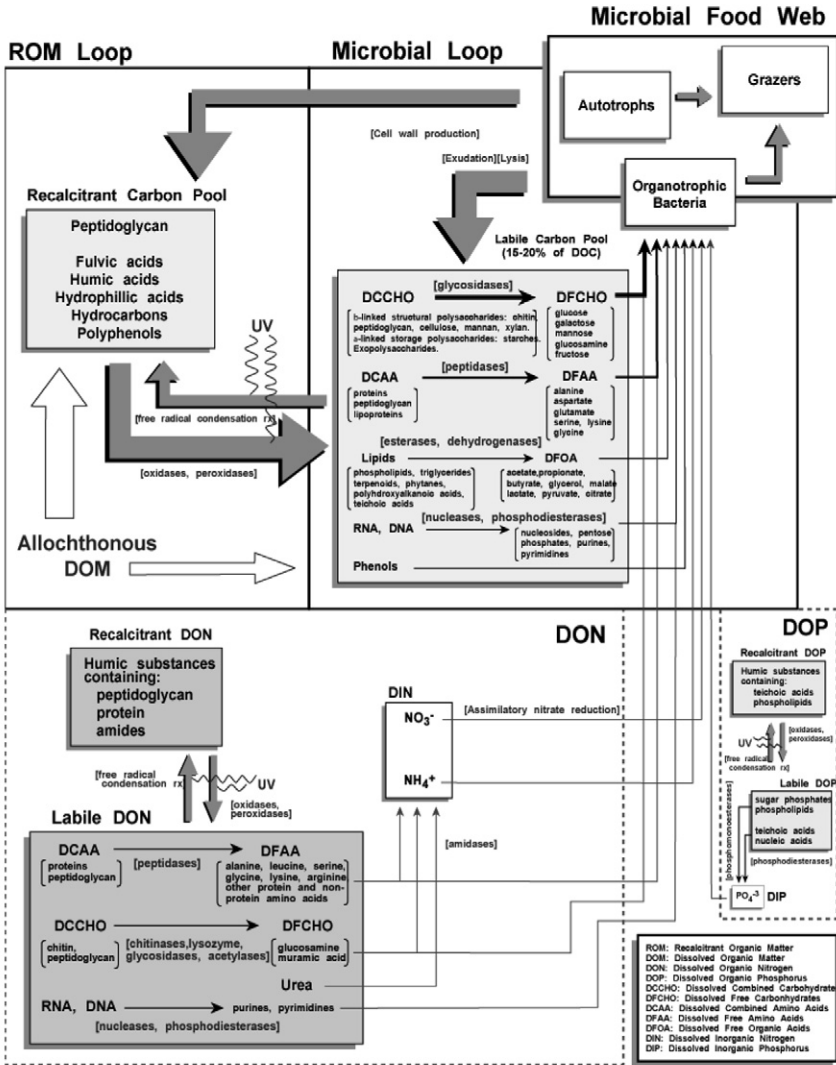 Microbial Food Web
ROM Loop
Microbial Loop
Autotrophs
Grazers
Organotrophic
Bacteria
[Cell wall production]
[Exudation][Lysis]
Recalcitrant Carbon Pool
Peptidoglycan
Fulvic acids
Humic acids
Hydrophillic acids
Hydrocarbons
Polyphenols
UV
[free radical condensation rx]
[oxidases, peroxidases]
Allochthonous
DOM
Labile Carbon Pool
(15-20% of DOC)
DCCHO
[glycosidases]
DFCHO
b-linked structural polysaccharides: chitin,
peptidoglycan, cellulose, mannan, xylan.
a-linked storage polysaccharides: starches.
Exopolysaccharides.
glucose
galactose
mannose
glucosamine
fructose
DCAA
[peptidases]
DFAA
proteins
peptidoglycan
lipoproteins
alanine
aspartate
glutamate
serine, lysine
glycine
[esterases, dehydrogenases]
Lipids
DFOA
phospholipids, triglycerides
terpenoids, phytanes,
polyhydroxyalkanoic acids,
teichoic acids
acetate,propionate,
butyrate, glycerol, malate
lactate, pyruvate, citrate
[nucleases, phosphodiesterases]
RNA, DNA
nucleosides, pentose
phosphates, purines,
pyrimidines
Phenols
DON
Recalcitrant DON
Humic substances
containing:
peptidoglycan
protein
amides
[free radical
condensation rx]
UV
[oxidases,
peroxidases]
DIN
NO₃⁻
NH₄⁺
[Assimilatory nitrate reduction]
[amidases]
Labile DON
DCAA
[peptidases]
DFAA
proteins
peptidoglycan
alanine, leucine, serine,
glycine, lysine, arginine
other protein and non-
protein amino acids
DCCHO
DFCHO
chitin,
peptidoglycan
[chitinases,lysozyme,
glycosidases, acetylases]
glucosamine
muramic acid
Urea
RNA, DNA
purines, pyrimidines
[nucleases, phosphodiesterases]
DOP
Recalcitrant DOP
Humic substances
containing:
teichoic acids
phospholipids
[oxidases,
peroxidases]
UV
[free radical
condensation rx]
Labile DOP
sugar phosphates
phospholipids
teichoic acids
nucleic acids
[phosphomonoesterases]
[phosphodiesterases]
PO₄⁻³
DIP
ROM: Recalcitrant Organic Matter
DOM: Dissolved Organic Matter
DON: Dissolved Organic Nitrogen
DOP: Dissolved Organic Phosphorus
DCCHO: Dissolved Combined Carbohydrate
DFCHO: Dissolved Free Carbonhydrates
DCAA: Dissolved Combined Amino Acids
DFAA: Dissolved Free Amino Acids
DFOA: Dissolved Free Organic Acids
DIN: Dissolved Inorganic Nitrogen
DIP: Dissolved Inorganic Phosphorus